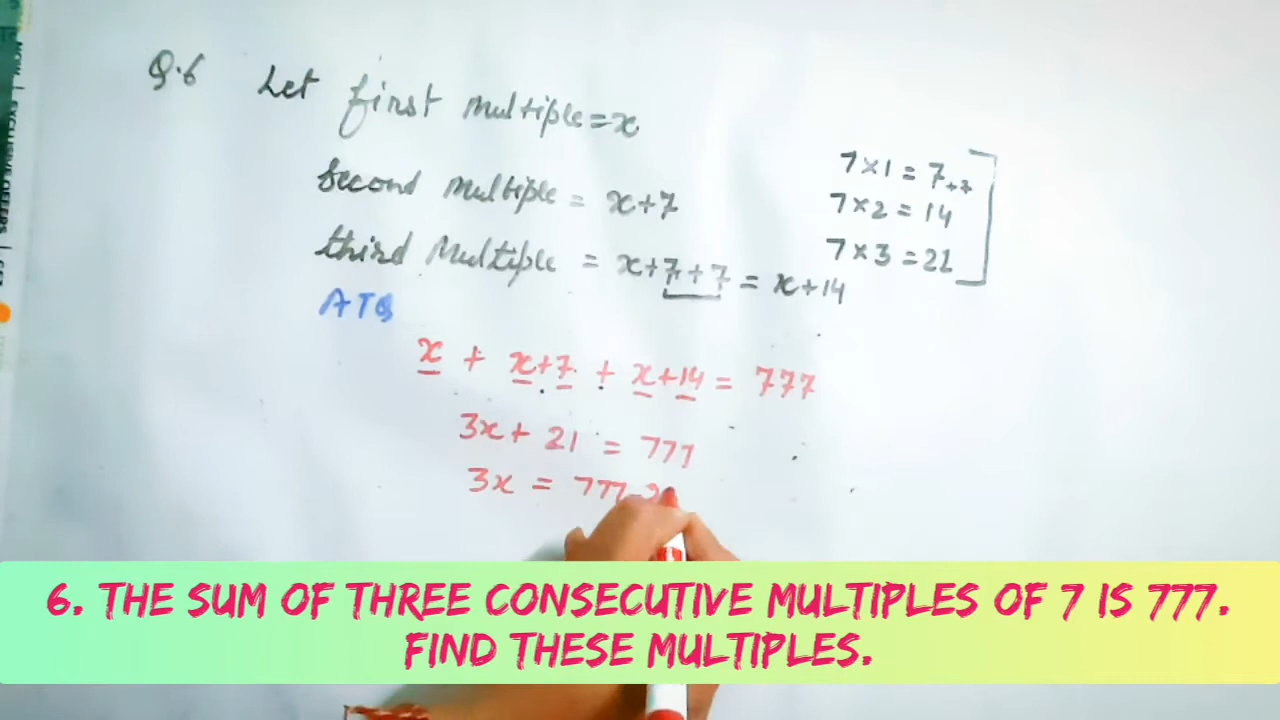 Q.6 Let first multiple = x
Second multiple = x+7
third Multiple = x+7+7 = x+14
7×1 = 7+7
7×2 = 14
7×3 = 21
ATQ
x + x+7 + x+14 = 777
3x + 21 = 777
3x = 777-2
6. THE SUM OF THREE CONSECUTIVE MULTIPLES OF 7 IS 777.
FIND THESE MULTIPLES.